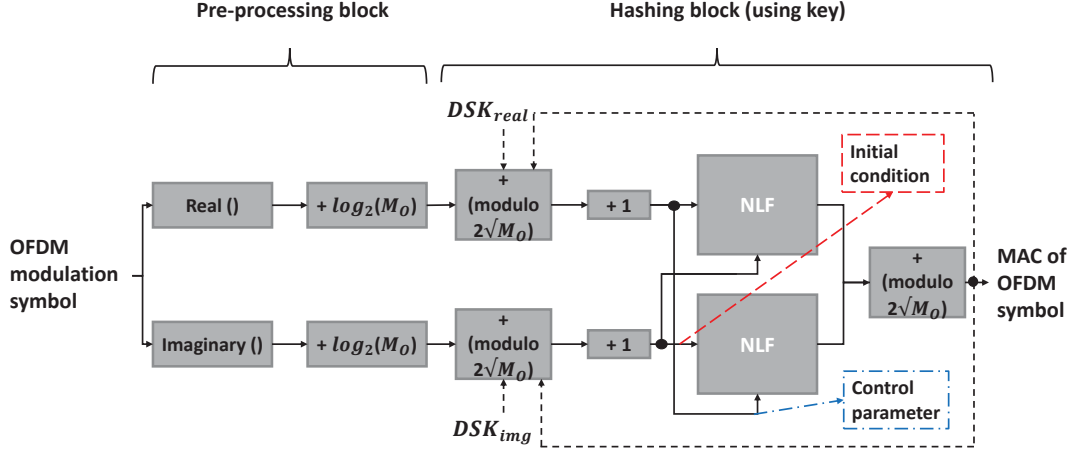 Pre-processing block
Hashing block (using key)
DSK_real
Initial
condition
Real ()
+ log₂(M_O)
+
(modulo
2√M_O)
+ 1
NLF
OFDM
modulation
symbol
+
(modulo
2√M_O)
MAC of
OFDM
symbol
Imaginary ()
+ log₂(M_O)
+
(modulo
2√M_O)
+ 1
NLF
Control
parameter
DSK_img